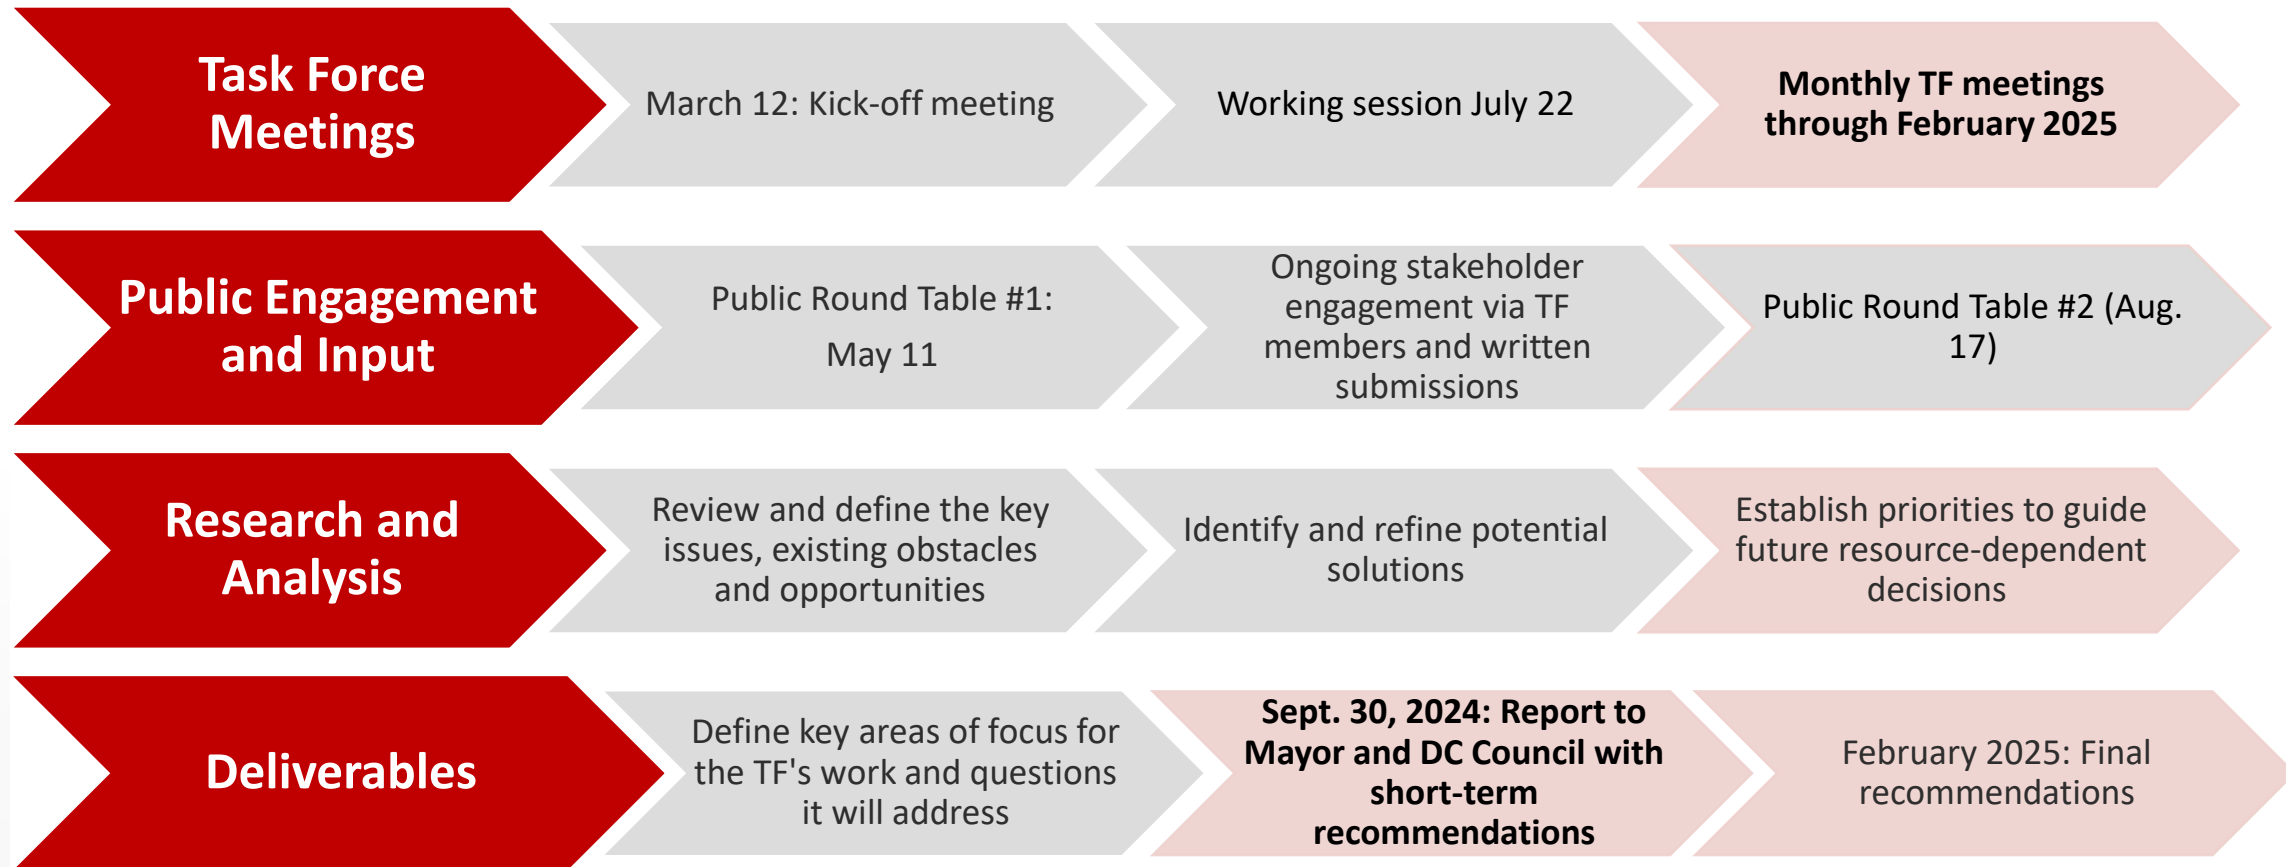 Task Force
Meetings
March 12: Kick-off meeting
Working session July 22
Monthly TF meetings
through February 2025
Public Engagement
and Input
Public Round Table #1:
May 11
Ongoing stakeholder
engagement via TF
members and written
submissions
Public Round Table #2 (Aug.
17)
Research and
Analysis
Review and define the key
issues, existing obstacles
and opportunities
Identify and refine potential
solutions
Establish priorities to guide
future resource-dependent
decisions
Deliverables
Define key areas of focus for
the TF's work and questions
it will address
Sept. 30, 2024: Report to
Mayor and DC Council with
short-term
recommendations
February 2025: Final
recommendations